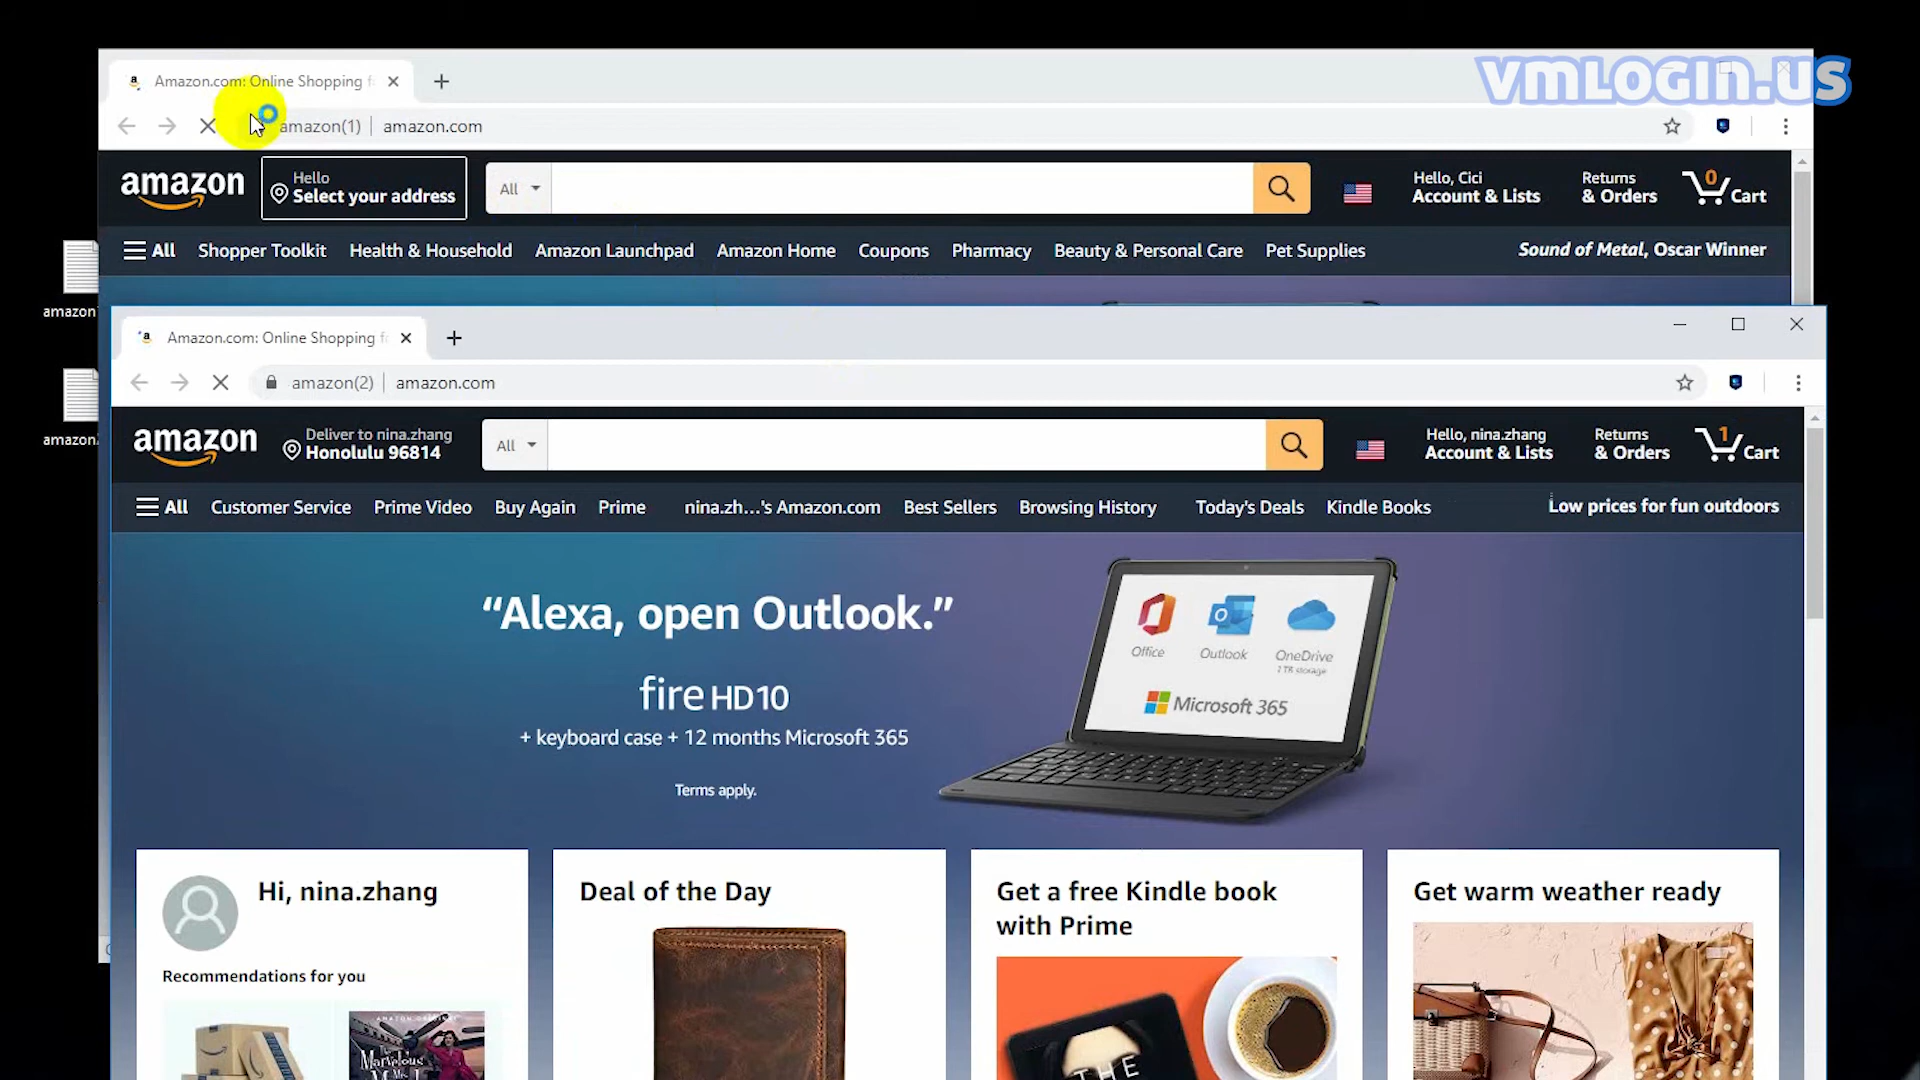 vmLOGIN.US
Amazon.com: Online Shopping f
amazon(1) | amazon.com
amazon
Hello
Select your address
All
Hello, Cici
Account & Lists
Returns
& Orders
0
Cart
All Shopper Toolkit Health & Household Amazon Launchpad Amazon Home Coupons Pharmacy Beauty & Personal Care Pet Supplies Sound of Metal, Oscar Winner
amazon
amazon
Amazon.com: Online Shopping fo
amazon(2) | amazon.com
amazon
Deliver to nina.zhang
Honolulu 96814
All
Hello, nina.zhang
Account & Lists
Returns
& Orders
1
Cart
All Customer Service Prime Video Buy Again Prime nina.zh...'s Amazon.com Best Sellers Browsing History Today's Deals Kindle Books Low prices for fun outdoors
“Alexa, open Outlook.”
fire HD10
+ keyboard case + 12 months Microsoft 365
Terms apply.
Office Outlook OneDrive
1 TB storage
Microsoft 365
Hi, nina.zhang
Recommendations for you
Deal of the Day
Get a free Kindle book
with Prime
Get warm weather ready
AMAZON ORIGINAL
The
Marvelous
Mrs.
THE